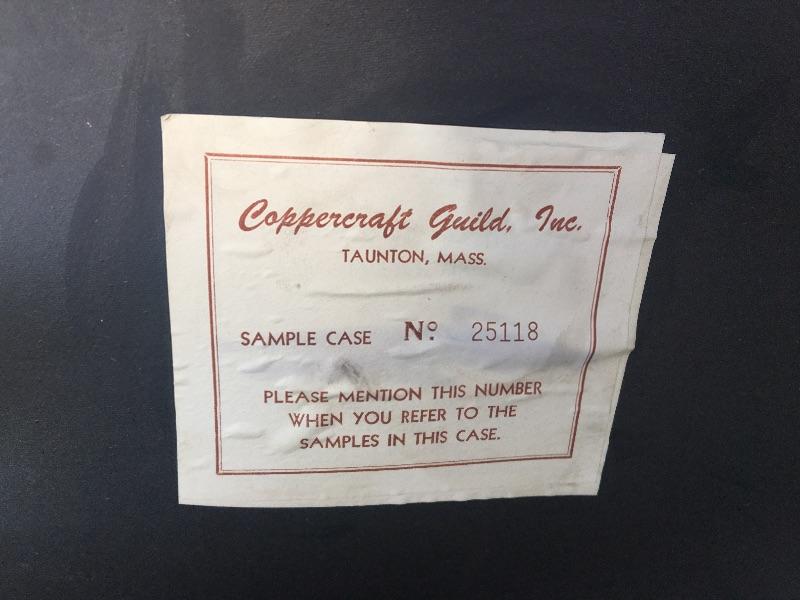 Coppercraft Guild, Inc.
TAUNTON, MASS.
SAMPLE CASE Nº 25118
PLEASE MENTION THIS NUMBER
WHEN YOU REFER TO THE
SAMPLES IN THIS CASE.